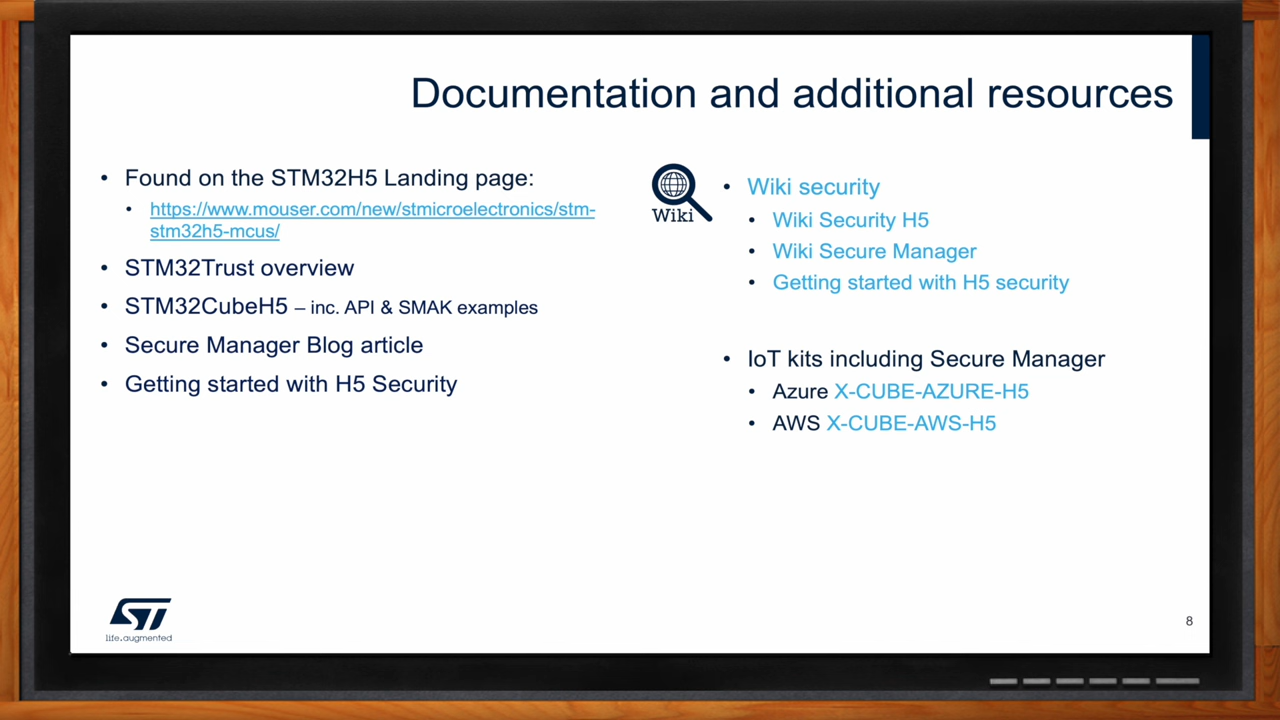 Documentation and additional resources
• Found on the STM32H5 Landing page:
• https://www.mouser.com/new/stmicroelectronics/stm-
stm32h5-mcus/
• STM32Trust overview
• STM32CubeH5 – inc. API & SMAK examples
• Secure Manager Blog article
• Getting started with H5 Security
Wiki
• Wiki security
• Wiki Security H5
• Wiki Secure Manager
• Getting started with H5 security
• IoT kits including Secure Manager
• Azure X-CUBE-AZURE-H5
• AWS X-CUBE-AWS-H5
ST
life.augmented
8